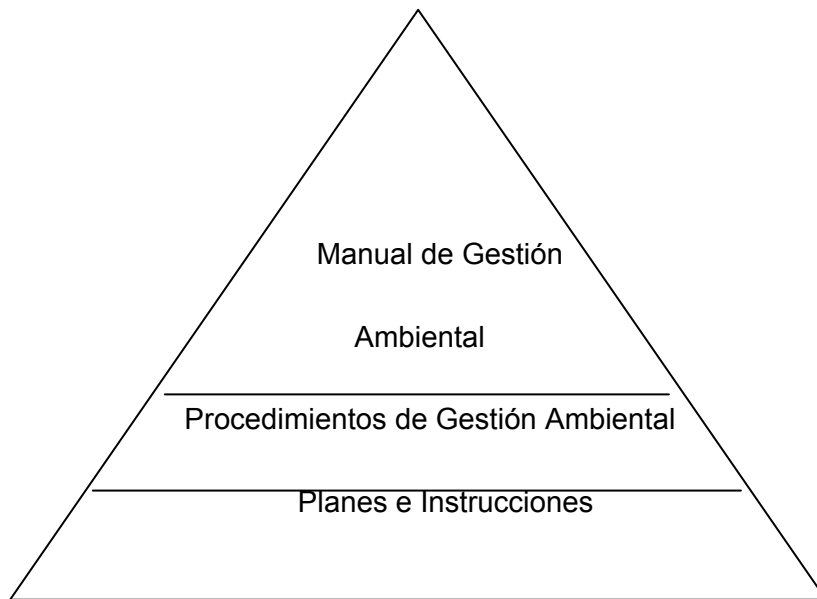 Manual de Gestión
Ambiental
Procedimientos de Gestión Ambiental
Planes e Instrucciones